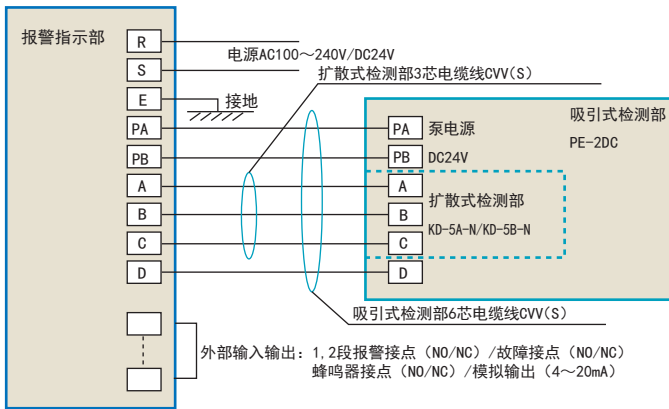 报警指示部
R
电源AC100～240V/DC24V
S
扩散式检测部3芯电缆线CVV(S)
E
接地
吸引式检测部
PE-2DC
PA
PA 泵电源
PB
PB DC24V
A
A
扩散式检测部
B
B
KD-5A-N/KD-5B-N
C
C
D
D
吸引式检测部6芯电缆线CVV(S)
外部输入输出：1,2段报警接点（NO/NC）/故障接点（NO/NC）
蜂鸣器接点（NO/NC）/模拟输出（4～20mA）